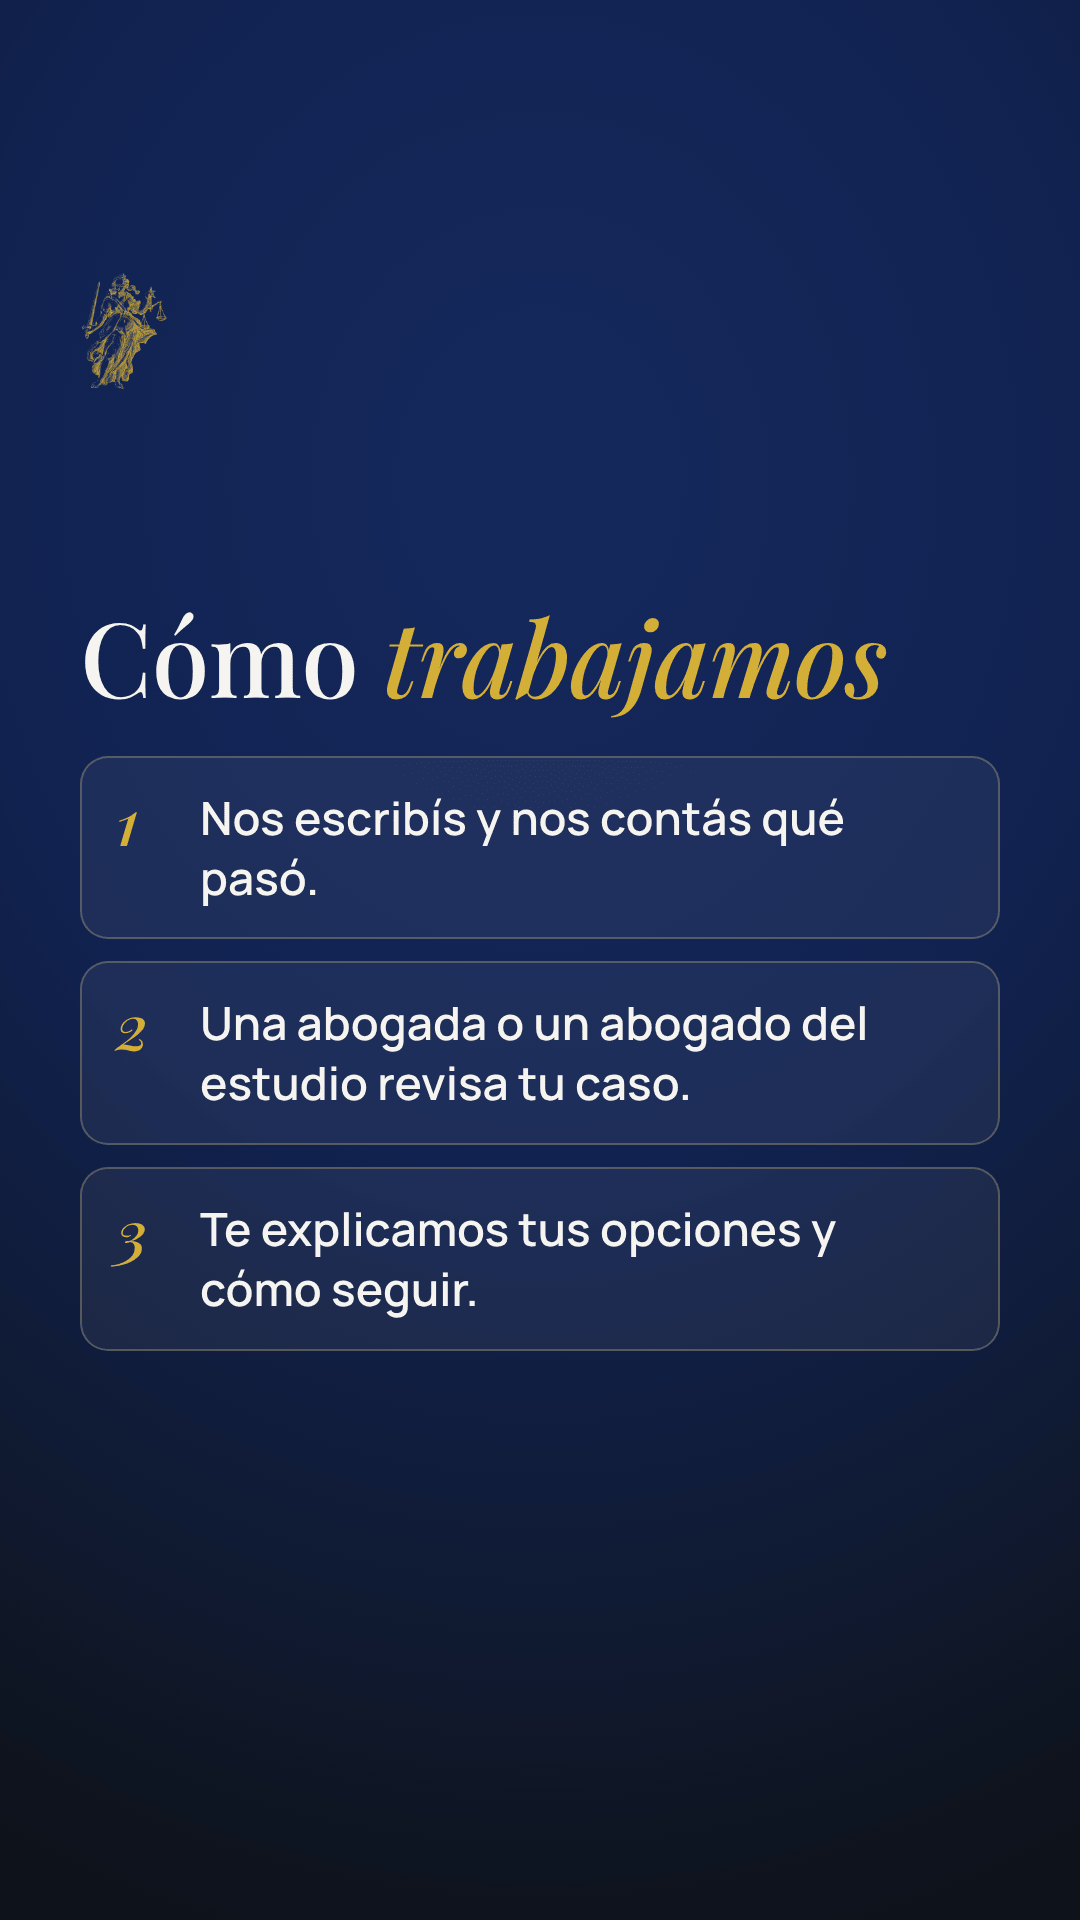 Cómo trabajamos
1
Nos escribís y nos contás qué
pasó.
2
Una abogada o un abogado del
estudio revisa tu caso.
3
Te explicamos tus opciones y
cómo seguir.